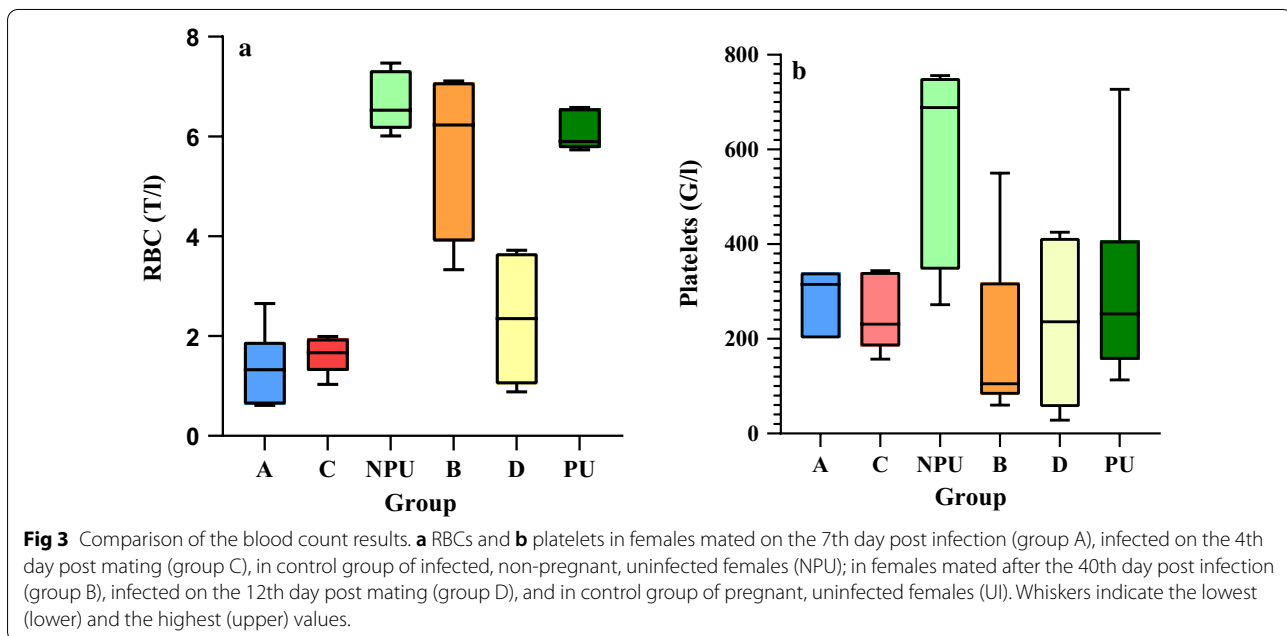 a
8
6
4
2
0
RBC (T/l)
A C NPU B D PU
Group
b
800
600
400
200
0
Platelets (G/l)
A C NPU B D PU
Group
Fig 3 Comparison of the blood count results. a RBCs and b platelets in females mated on the 7th day post infection (group A), infected on the 4th
day post mating (group C), in control group of infected, non-pregnant, uninfected females (NPU); in females mated after the 40th day post infection
(group B), infected on the 12th day post mating (group D), and in control group of pregnant, uninfected females (UI). Whiskers indicate the lowest
(lower) and the highest (upper) values.